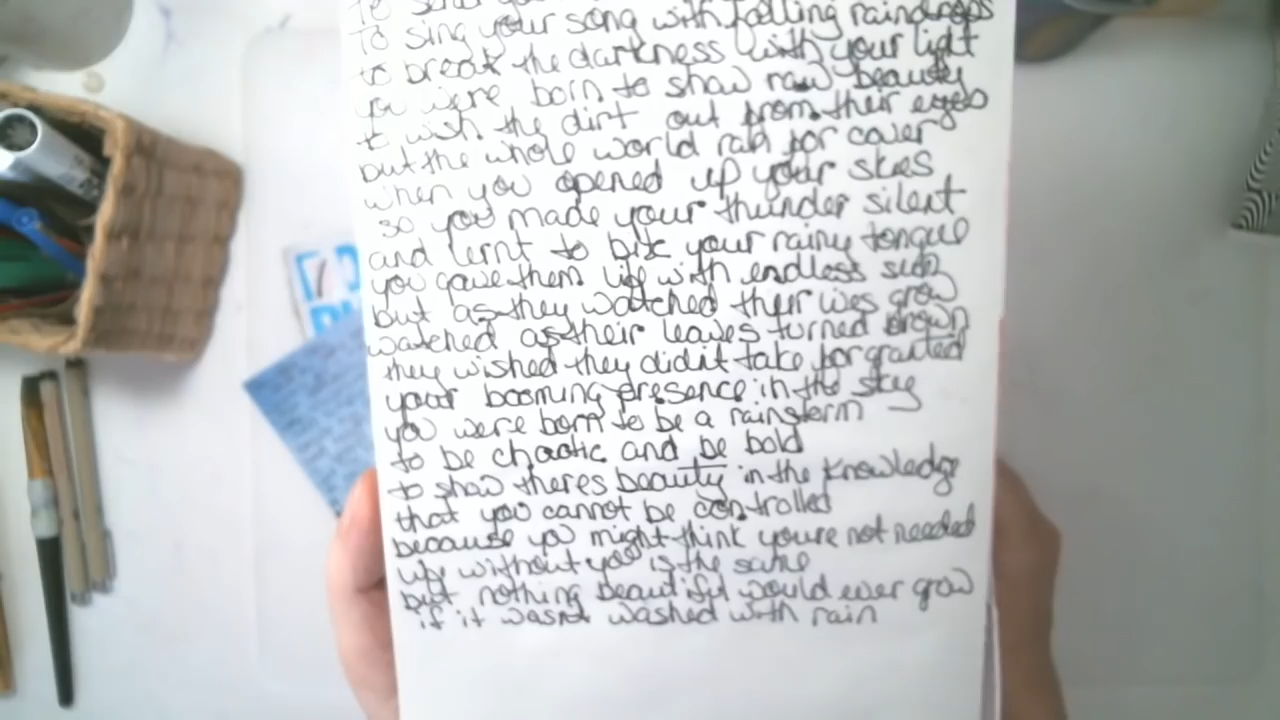 to send you
to sing your song with falling raindrops
to break the darkness with your light
you were born to show raw beauty
to wash the dirt out from their eyes
but the whole world ran for cover
when you opened up your skies
so you made your thunder silent
and lernt to bite your rainy tongue
you gave them life with endless sun
but as they watched their lives grow
watched as their leaves turned brown
they wished they didnt take for granted
your booming presence in the sky
you were born to be a rainstorm
to be chaotic and be bold
to show theres beauty in the knowledge
that you cannot be controlled
because you might think youre not needed
life without you is the same
but nothing beautiful would ever grow
if it wasnt washed with rain